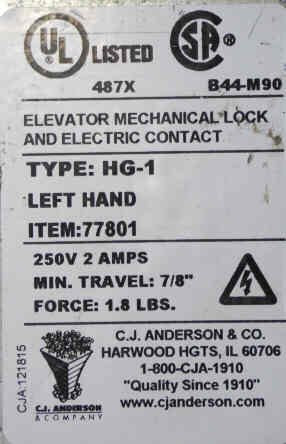 UL ® LISTED CSA ®
487X B44-M90
ELEVATOR MECHANICAL LOCK
AND ELECTRIC CONTACT
TYPE: HG-1
LEFT HAND
ITEM:77801
250V 2 AMPS
MIN. TRAVEL: 7/8"
FORCE: 1.8 LBS.
CJA:121815
C.J. ANDERSON
& COMPANY
C.J. ANDERSON & CO.
HARWOOD HGTS, IL 60706
1-800-CJA-1910
"Quality Since 1910"
www.cjanderson.com